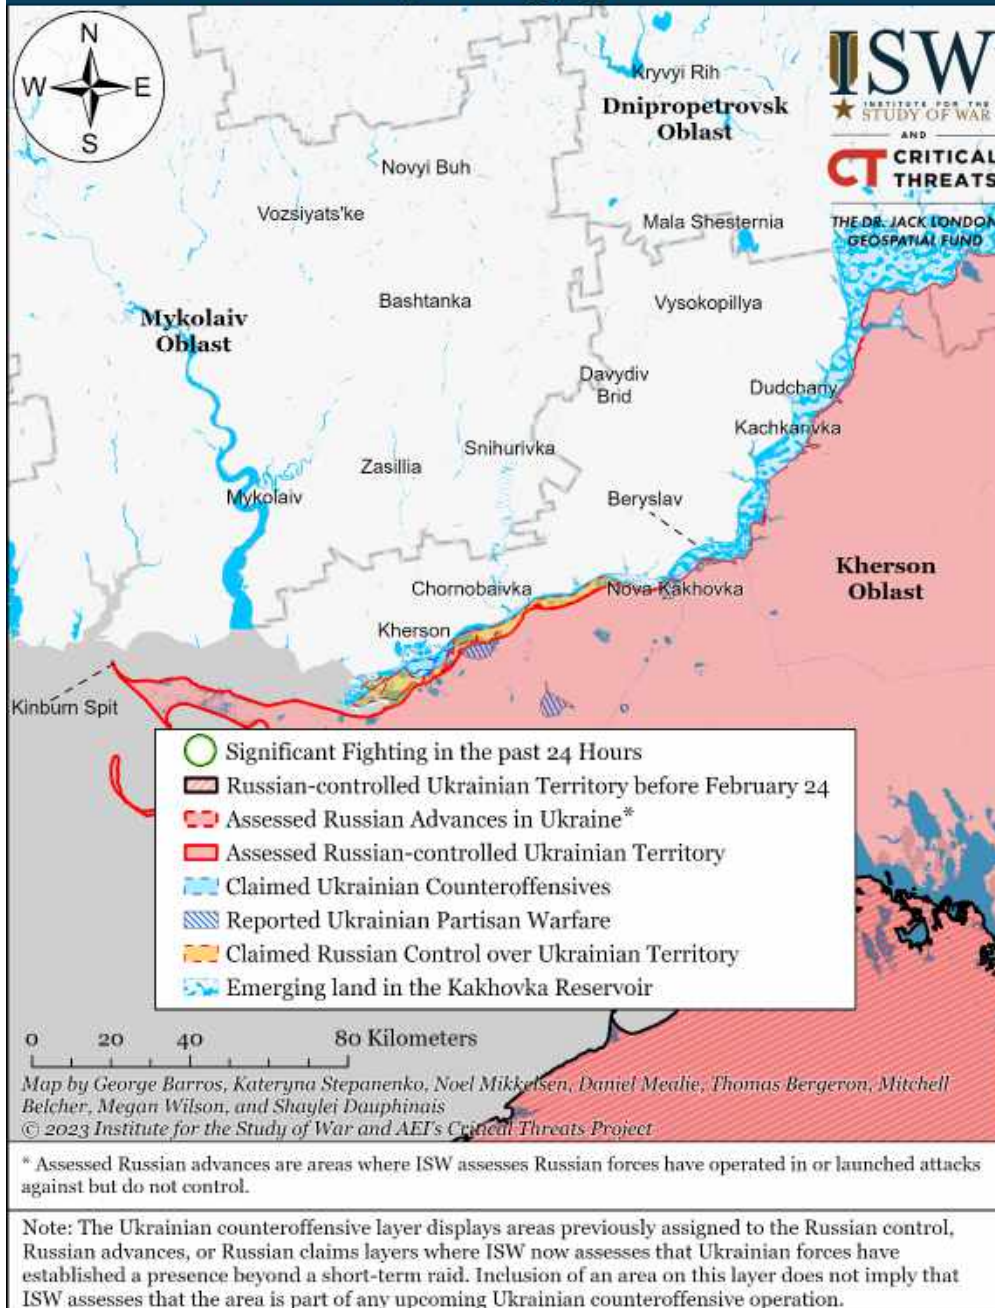 N
W E
S
Kryvyi Rih
Dnipropetrovsk
Oblast
ISW
INSTITUTE FOR THE
STUDY OF WAR
AND
CT CRITICAL
THREATS
THE DR. JACK LONDON
GEOSPATIAL FUND
Novyi Buh
Vozsiyats'ke
Mala Shesternia
Bashtanka
Vysokopillya
Mykolaiv
Oblast
Davydiv
Brid
Dudchany
Kachkarivka
Snihurivka
Zasillia
Mykolaiv
Beryslav
Kherson
Oblast
Chornobaivka
Nova Kakhovka
Kherson
Kinburn Spit
Significant Fighting in the past 24 Hours
Russian-controlled Ukrainian Territory before February 24
Assessed Russian Advances in Ukraine*
Assessed Russian-controlled Ukrainian Territory
Claimed Ukrainian Counteroffensives
Reported Ukrainian Partisan Warfare
Claimed Russian Control over Ukrainian Territory
Emerging land in the Kakhovka Reservoir
0 20 40 80 Kilometers
Map by George Barros, Kateryna Stepanenko, Noel Mikkelsen, Daniel Mealie, Thomas Bergeron, Mitchell
Belcher, Megan Wilson, and Shaylei Dauphinais
© 2023 Institute for the Study of War and AEI's Critical Threats Project
* Assessed Russian advances are areas where ISW assesses Russian forces have operated in or launched attacks
against but do not control.
Note: The Ukrainian counteroffensive layer displays areas previously assigned to the Russian control,
Russian advances, or Russian claims layers where ISW now assesses that Ukrainian forces have
established a presence beyond a short-term raid. Inclusion of an area on this layer does not imply that
ISW assesses that the area is part of any upcoming Ukrainian counteroffensive operation.